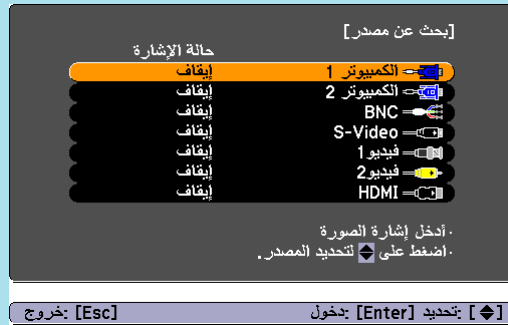 [بحث عن مصدر]
حالة الإشارة
الكمبيوتر 1 إيقاف
الكمبيوتر 2 إيقاف
BNC إيقاف
S-Video إيقاف
فيديو1 إيقاف
فيديو2 إيقاف
HDMI إيقاف
·أدخل إشارة الصورة
·اضغط على لتحديد المصدر.
[ ] :تحديد [Enter] :دخول [Esc] :خروج